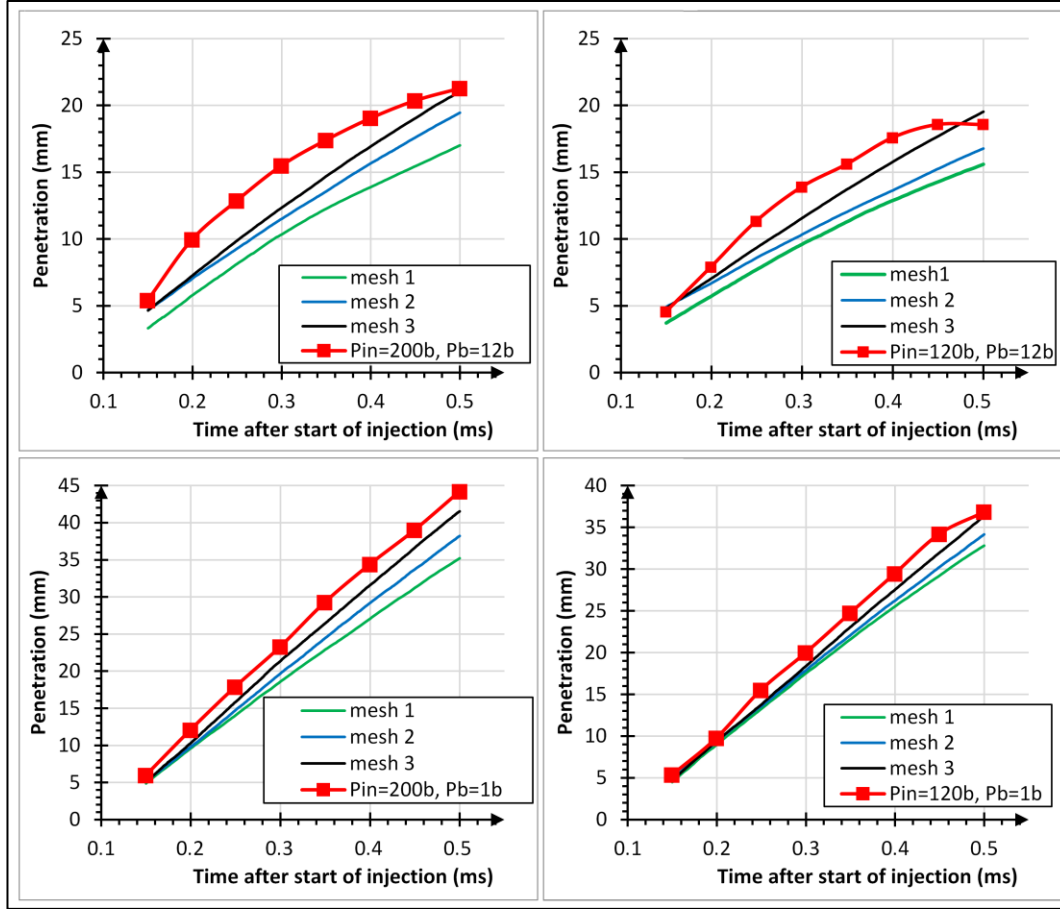 25
20
15
10
5
0
Penetration (mm)
mesh 1
mesh 2
mesh 3
Pin=200b, Pb=12b
0.1 0.2 0.3 0.4 0.5
Time after start of injection (ms)
25
20
15
10
5
0
Penetration (mm)
mesh1
mesh 2
mesh 3
Pin=120b, Pb=12b
0.1 0.2 0.3 0.4 0.5
Time after start of injection (ms)
45
40
35
30
25
20
15
10
5
0
Penetration (mm)
mesh 1
mesh 2
mesh 3
Pin=200b, Pb=1b
0.1 0.2 0.3 0.4 0.5
Time after start of injection (ms)
40
35
30
25
20
15
10
5
0
Penetration (mm)
mesh 1
mesh 2
mesh 3
Pin=120b, Pb=1b
0.1 0.2 0.3 0.4 0.5
Time after start of injection (ms)